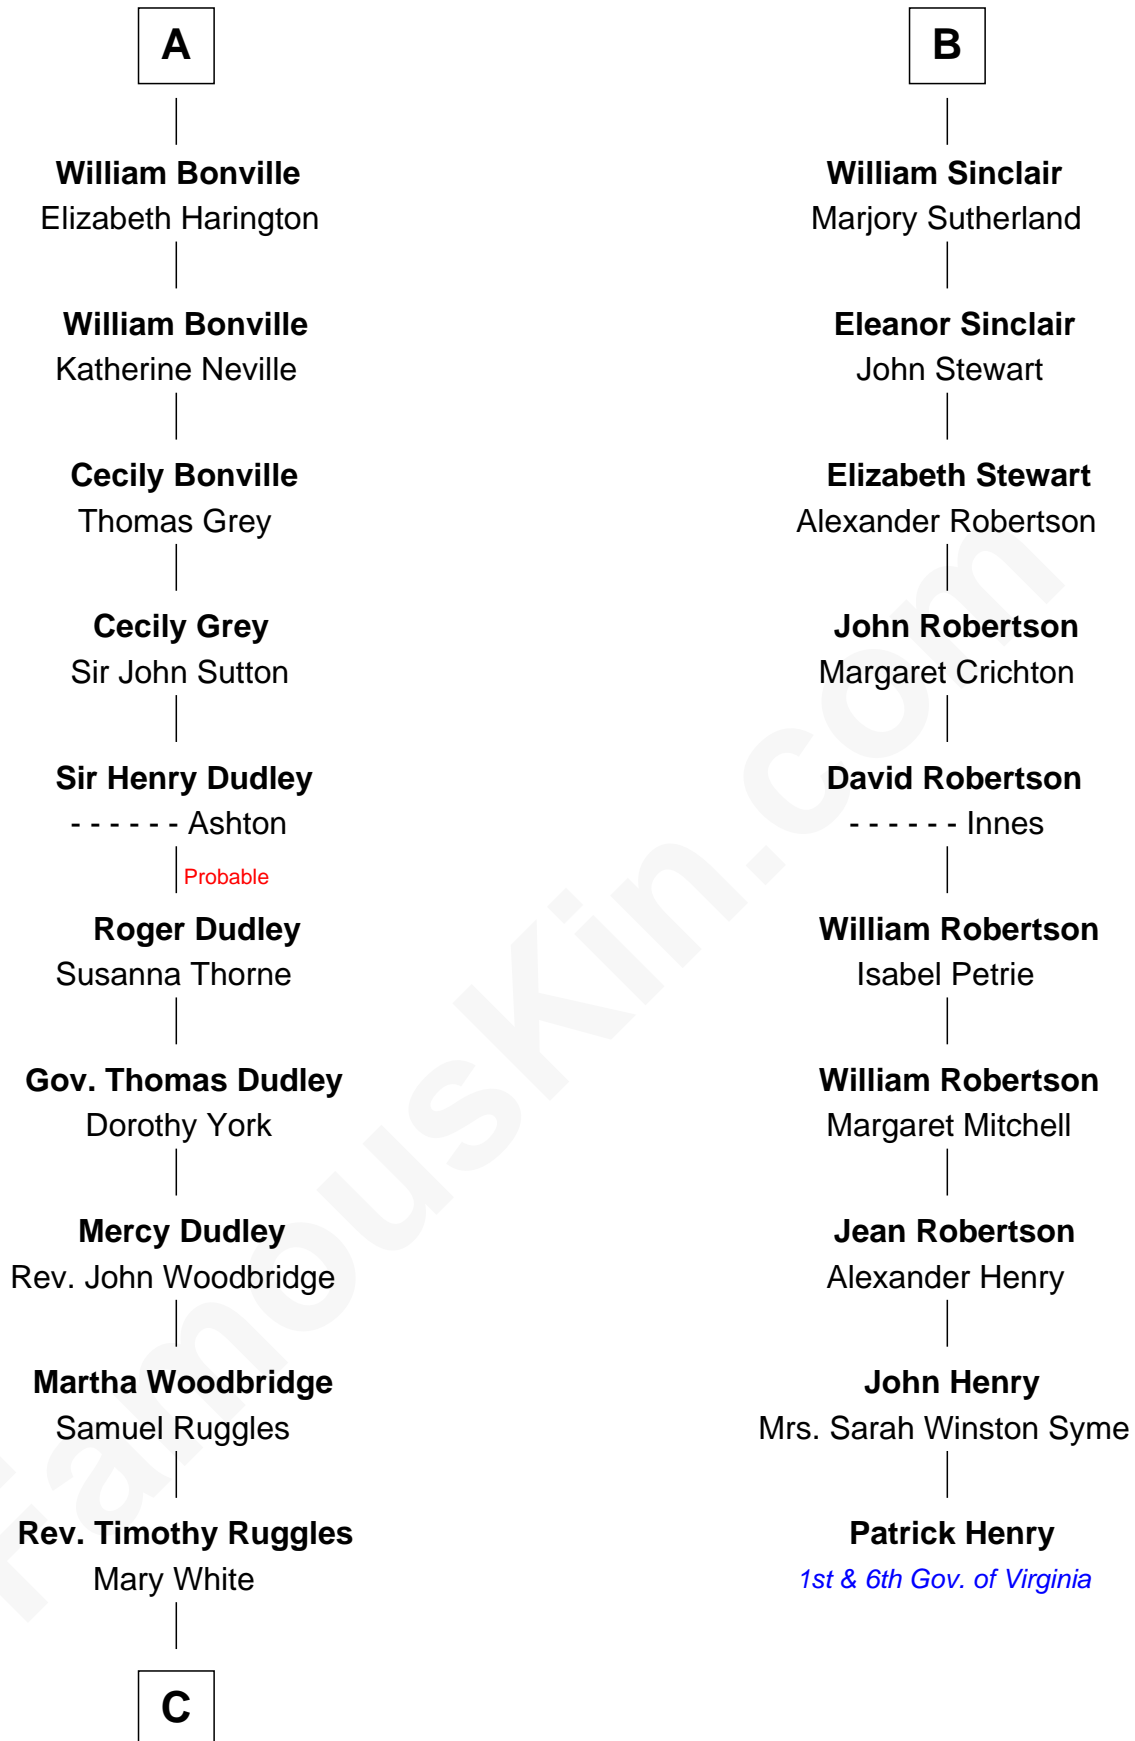 A
William Bonville
Elizabeth Harington
William Bonville
Katherine Neville
Cecily Bonville
Thomas Grey
Cecily Grey
Sir John Sutton
Sir Henry Dudley
- - - - - - Ashton
Probable
Roger Dudley
Susanna Thorne
Gov. Thomas Dudley
Dorothy York
Mercy Dudley
Rev. John Woodbridge
Martha Woodbridge
Samuel Ruggles
Rev. Timothy Ruggles
Mary White
C
B
William Sinclair
Marjory Sutherland
Eleanor Sinclair
John Stewart
Elizabeth Stewart
Alexander Robertson
John Robertson
Margaret Crichton
David Robertson
- - - - - - Innes
William Robertson
Isabel Petrie
William Robertson
Margaret Mitchell
Jean Robertson
Alexander Henry
John Henry
Mrs. Sarah Winston Syme
Patrick Henry
1st & 6th Gov. of Virginia
FamousKin.com